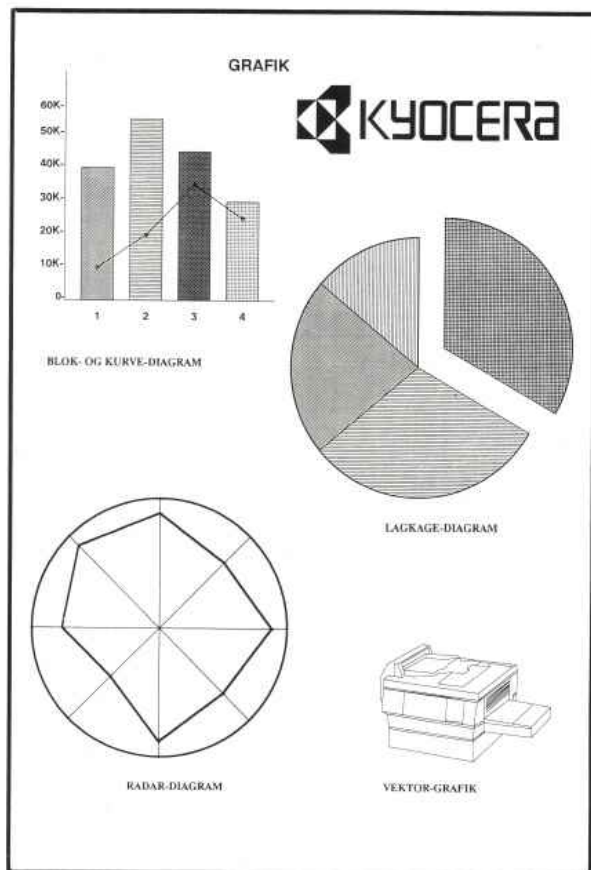 GRAFIK
KYOCERA
60K-
50K-
40K-
30K-
20K-
10K-
0-
1 2 3 4
BLOK- OG KURVE-DIAGRAM
LAGKAGE-DIAGRAM
RADAR-DIAGRAM
VEKTOR-GRAFIK